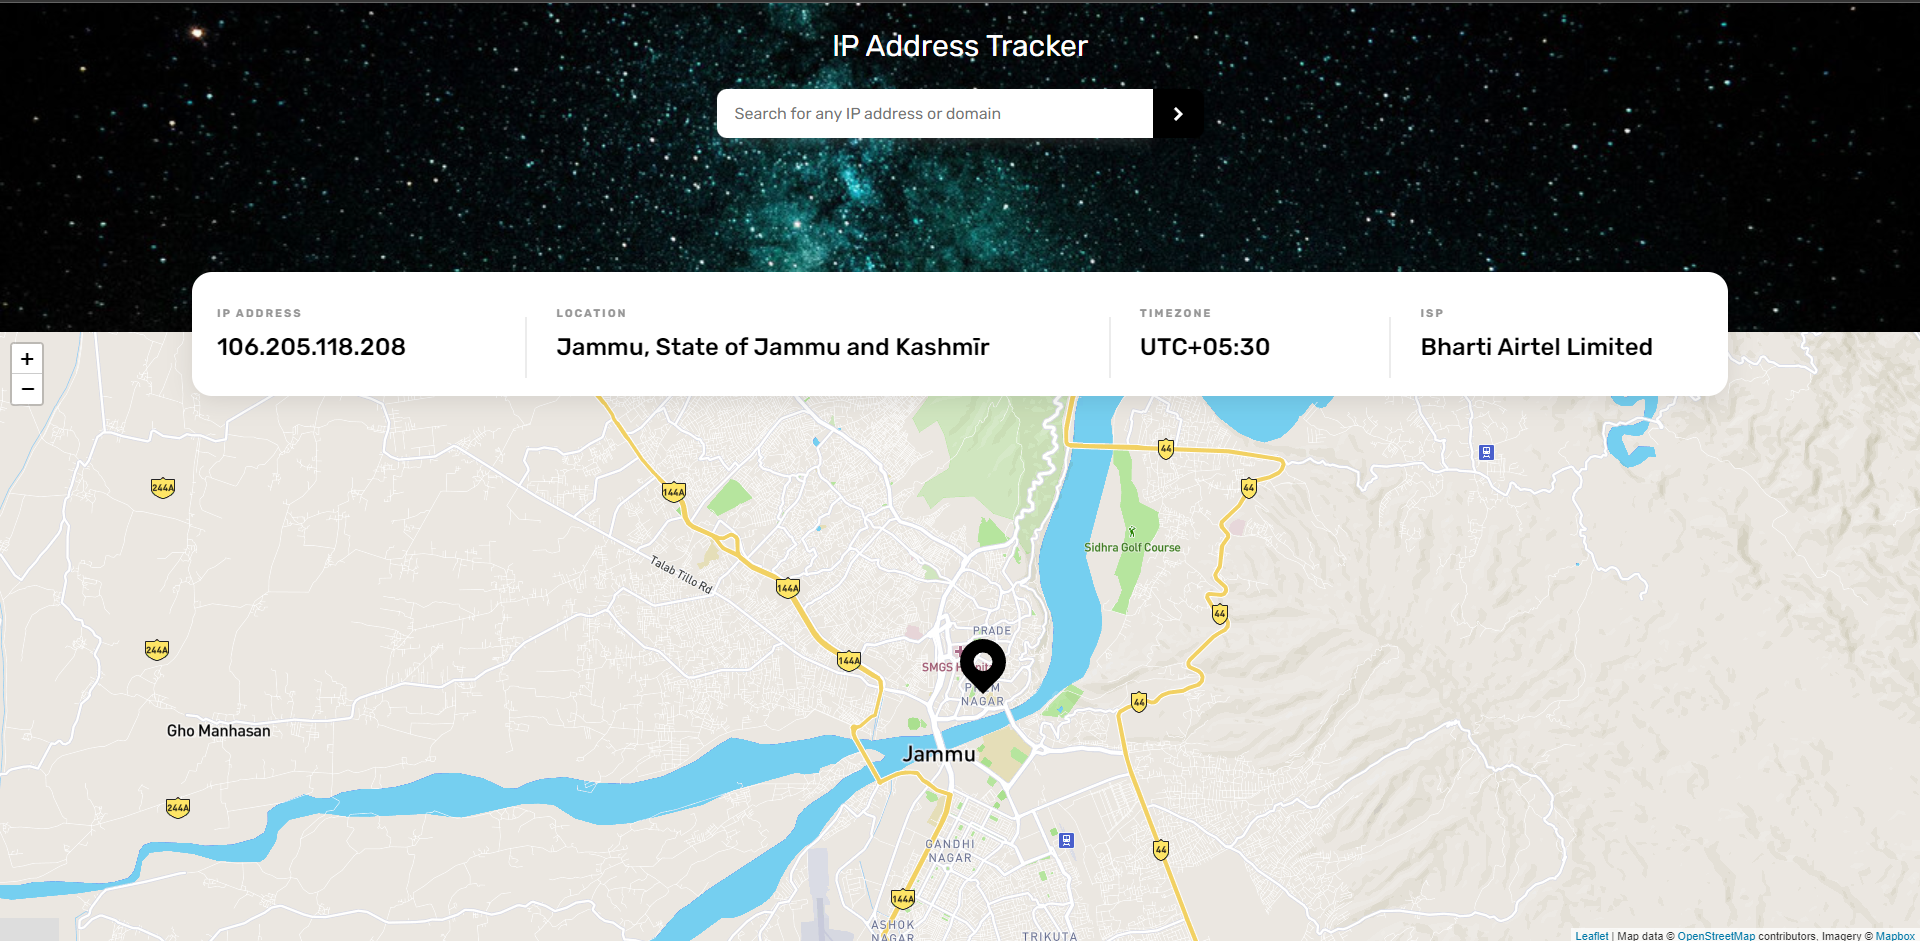 IP Address Tracker
Search for any IP address or domain
IP ADDRESS
106.205.118.208
LOCATION
Jammu, State of Jammu and Kashmīr
TIMEZONE
UTC+05:30
ISP
Bharti Airtel Limited
+
−
44
244A
144A
44
Sidhra Golf Course
Talab Tillo Rd
144A
44
PRADE
244A
144A
SMGS H
NAGAR
44
Gho Manhasan
Jammu
244A
GANDHI
NAGAR
44
144A
ASHOK
NAGAR
TRIKUTA
Leaflet | Map data © OpenStreetMap contributors, Imagery © Mapbox